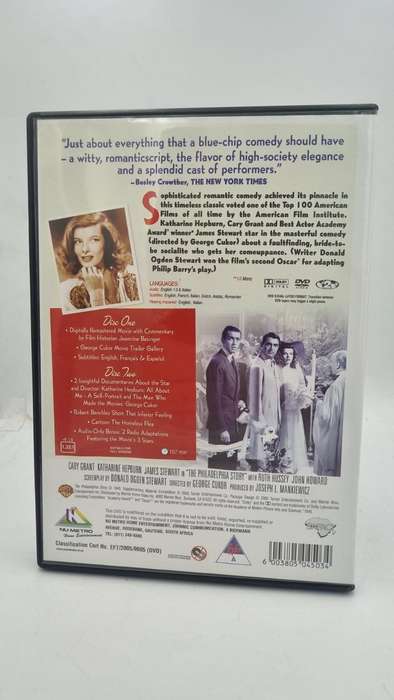 "Just about everything that a blue-chip comedy should have
– a witty, romanticscript, the flavor of high-society elegance
and a splendid cast of performers."
– Bosley Crowther, THE NEW YORK TIMES
Sophisticated romantic comedy achieved its pinnacle in
this timeless classic voted one of the Top 100 American
Films of all time by the American Film Institute.
Katharine Hepburn, Cary Grant and Best Actor Academy
Award® winner* James Stewart star in the masterful comedy
(directed by George Cukor) about a faultfinding, bride-to-
be socialite who gets her comeuppance. (Writer Donald
Ogden Stewart won the film's second Oscar® for adapting
Philip Barry's play.)
Languages
Disc One
• Digitally Remastered Movie with Commentary
by Film Historian Jeannine Basinger
• George Cukor Movie Trailer Gallery
• Subtitles: English, Français & Español
Disc Two
• 2 Insightful Documentaries About the Star and
Director: Katharine Hepburn: All About
Me - A Self-Portrait and The Men Who
Made the Movies: George Cukor
• Robert Benchley Short That Inferior Feeling
• Cartoon The Homeless Flea
• Audio-Only Bonus: 2 Radio Adaptations
Featuring the Movie's 3 Stars
CARY GRANT KATHARINE HEPBURN JAMES STEWART IN "THE PHILADELPHIA STORY" WITH RUTH HUSSEY JOHN HOWARD
SCREENPLAY BY DONALD OGDEN STEWART DIRECTED BY GEORGE CUKOR PRODUCED BY JOSEPH L. MANKIEWICZ
NU METRO
Home Entertainment
Classification Cert No. EFT/2005/0605 (DVD)
A
6 003805 045034